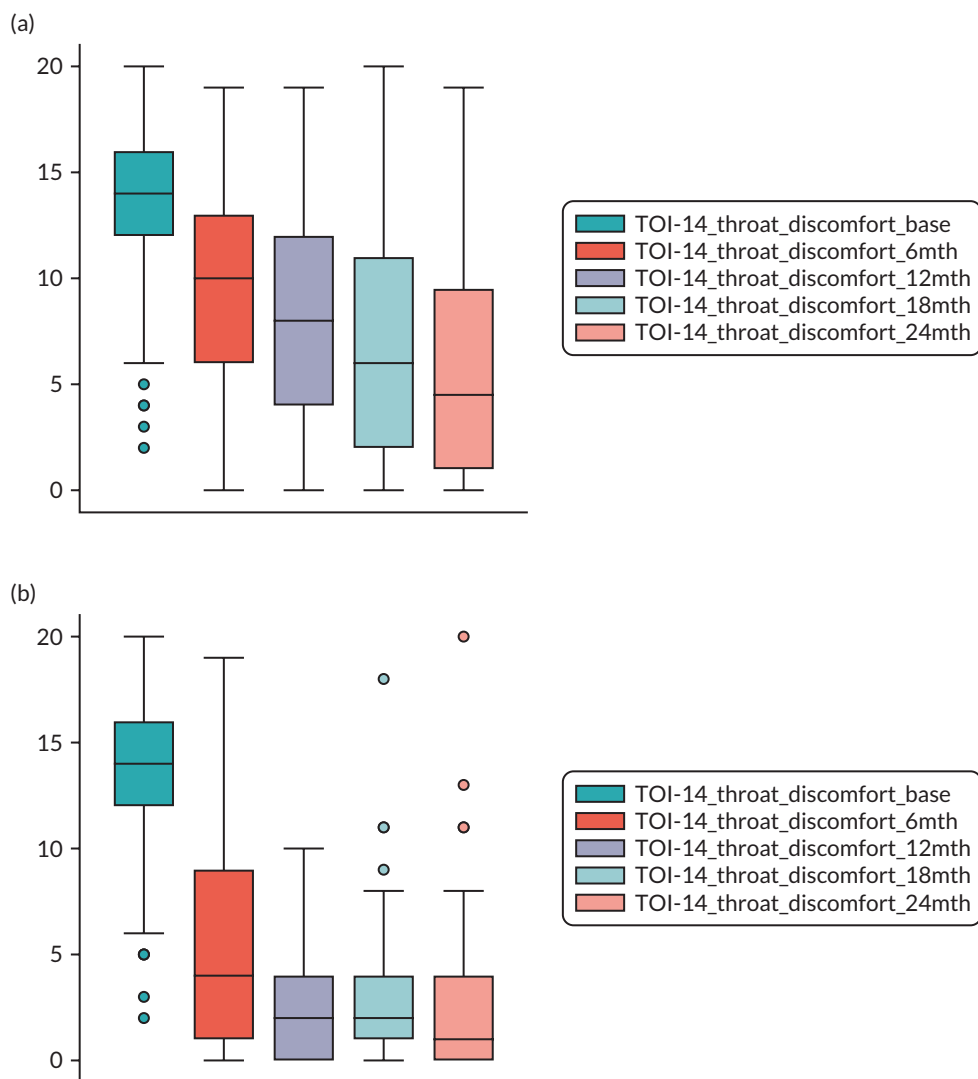 (a)
20
15
10
5
0
TOI-14_throat_discomfort_base
TOI-14_throat_discomfort_6mth
TOI-14_throat_discomfort_12mth
TOI-14_throat_discomfort_18mth
TOI-14_throat_discomfort_24mth
(b)
20
15
10
5
0
TOI-14_throat_discomfort_base
TOI-14_throat_discomfort_6mth
TOI-14_throat_discomfort_12mth
TOI-14_throat_discomfort_18mth
TOI-14_throat_discomfort_24mth